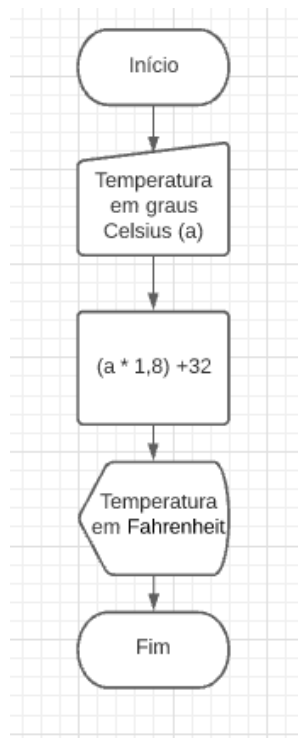 Início
Temperatura
em graus
Celsius (a)
(a * 1,8) +32
Temperatura
em Fahrenheit
Fim